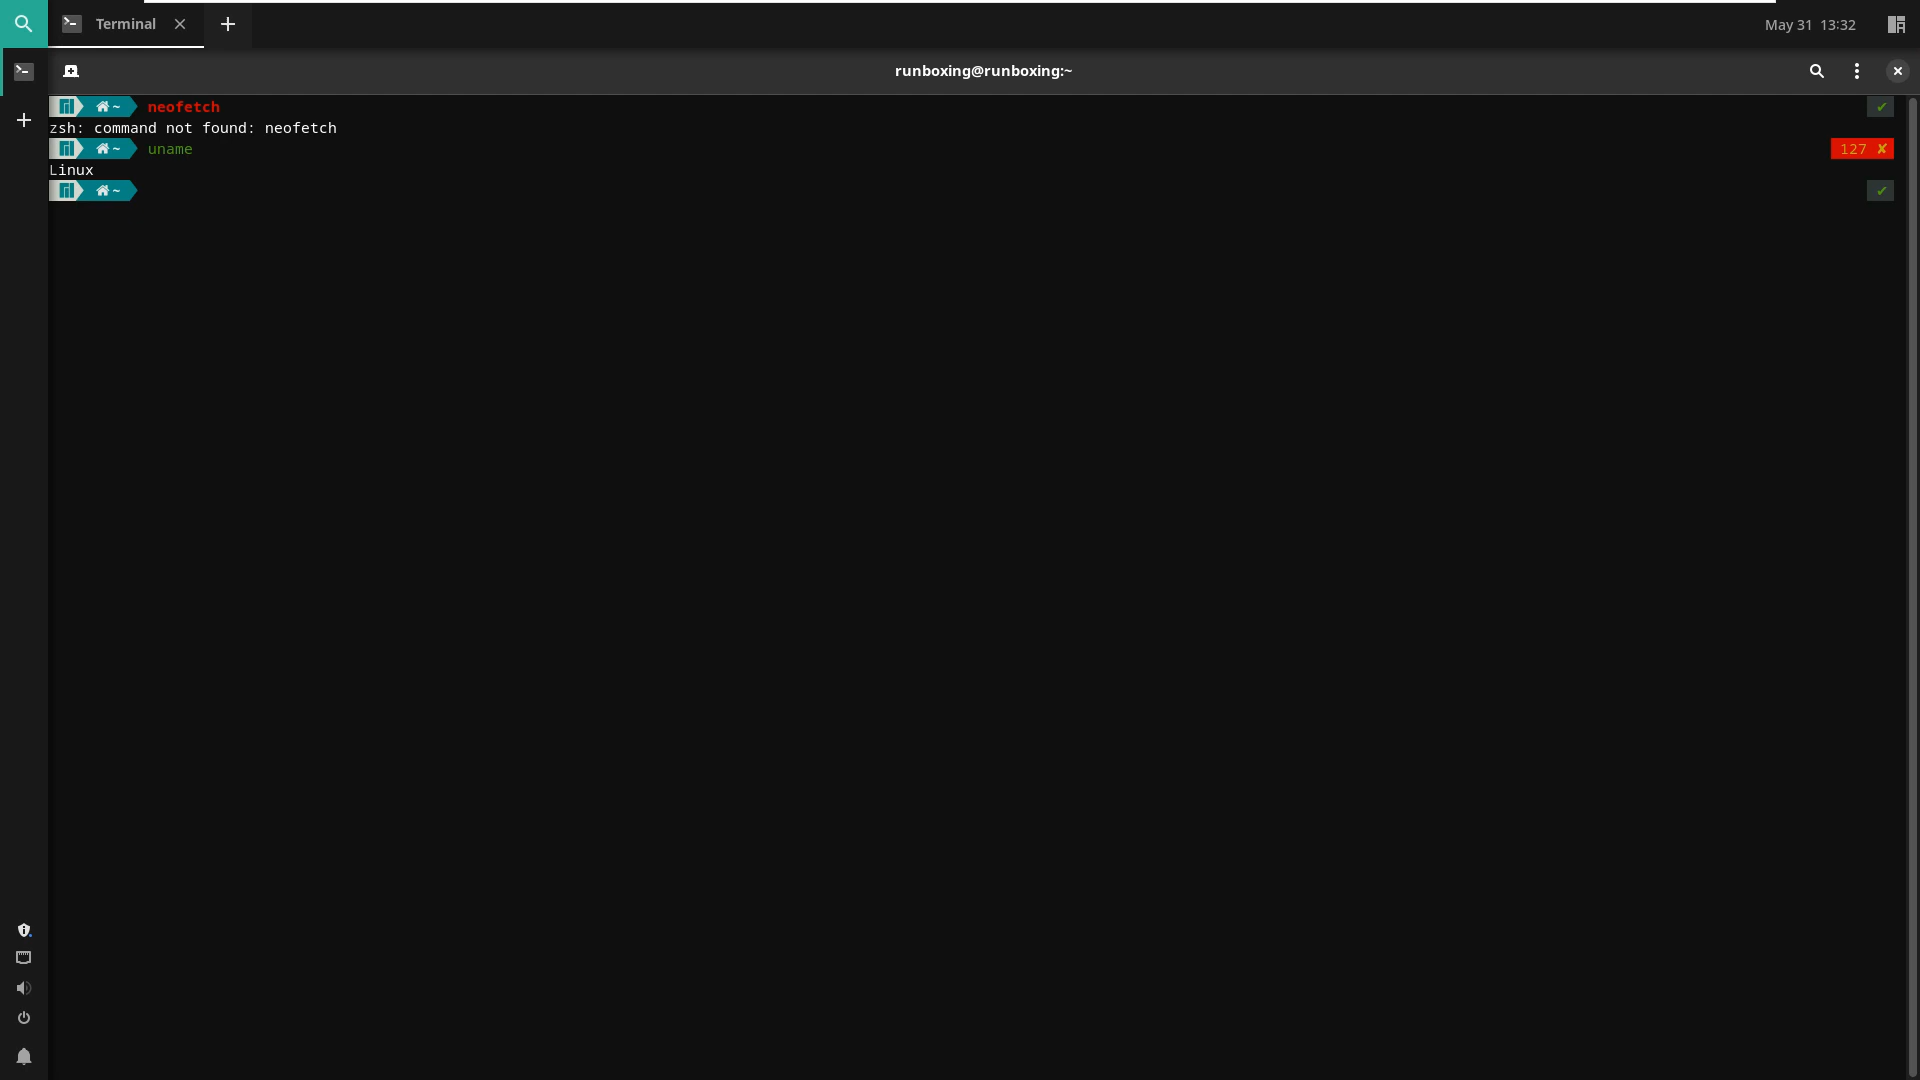 Terminal
May 31 13:32
runboxing@runboxing:~
~ neofetch ✔
zsh: command not found: neofetch
~ uname 127 ✘
Linux
~ ✔